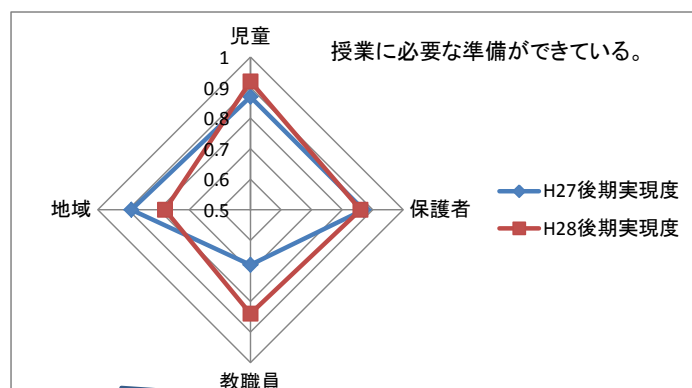 児童
授業に必要な準備ができている。
1
0.9
0.8
0.7
0.6
0.5
地域
保護者
H27後期実現度
H28後期実現度
教職員